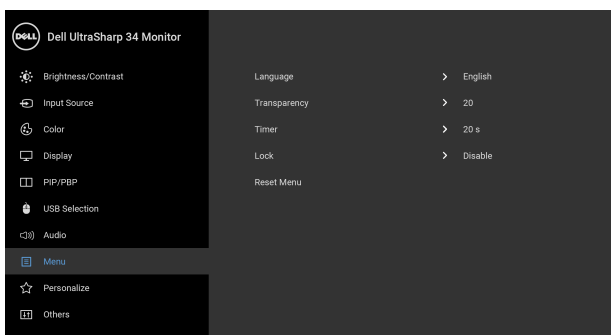 DELL Dell UltraSharp 34 Monitor
Brightness/Contrast
Input Source
Color
Display
PIP/PBP
USB Selection
Audio
Menu
Personalize
Others
Language > English
Transparency > 20
Timer > 20 s
Lock > Disable
Reset Menu